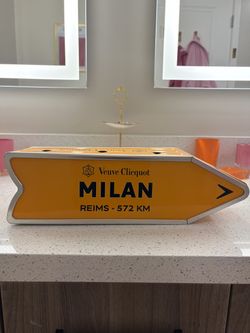 Veuve Clicquot
MILAN
REIMS - 572 KM